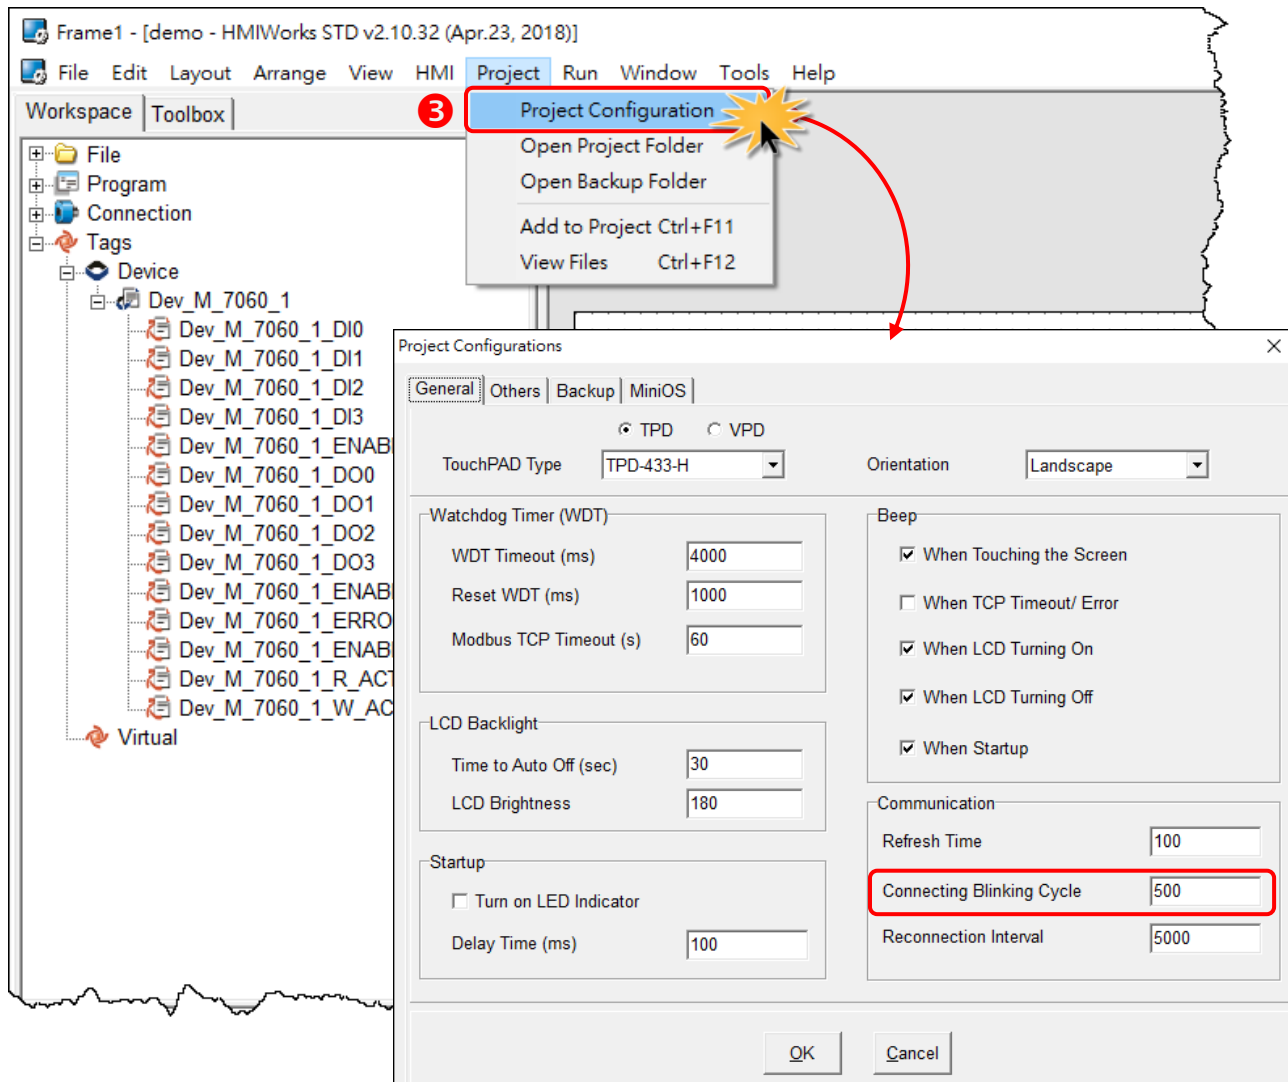 Frame1 - [demo - HMIWorks STD v2.10.32 (Apr.23, 2018)]
File Edit Layout Arrange View HMI Project Run Window Tools Help
Workspace Toolbox
3
Project Configuration
Open Project Folder
Open Backup Folder
Add to Project Ctrl+F11
View Files Ctrl+F12
File
Program
Connection
Tags
Device
Dev_M_7060_1
Dev_M_7060_1_DI0
Dev_M_7060_1_DI1
Dev_M_7060_1_DI2
Dev_M_7060_1_DI3
Dev_M_7060_1_ENAB
Dev_M_7060_1_DO0
Dev_M_7060_1_DO1
Dev_M_7060_1_DO2
Dev_M_7060_1_DO3
Dev_M_7060_1_ENAB
Dev_M_7060_1_ERRO
Dev_M_7060_1_ENAB
Dev_M_7060_1_R_ACT
Dev_M_7060_1_W_AC
Virtual
Project Configurations
General Others Backup MiniOS
TPD VPD
TouchPAD Type TPD-433-H Orientation Landscape
Watchdog Timer (WDT)
WDT Timeout (ms) 4000
Reset WDT (ms) 1000
Modbus TCP Timeout (s) 60
LCD Backlight
Time to Auto Off (sec) 30
LCD Brightness 180
Startup
Turn on LED Indicator
Delay Time (ms) 100
Beep
When Touching the Screen
When TCP Timeout/ Error
When LCD Turning On
When LCD Turning Off
When Startup
Communication
Refresh Time 100
Connecting Blinking Cycle 500
Reconnection Interval 5000
OK Cancel